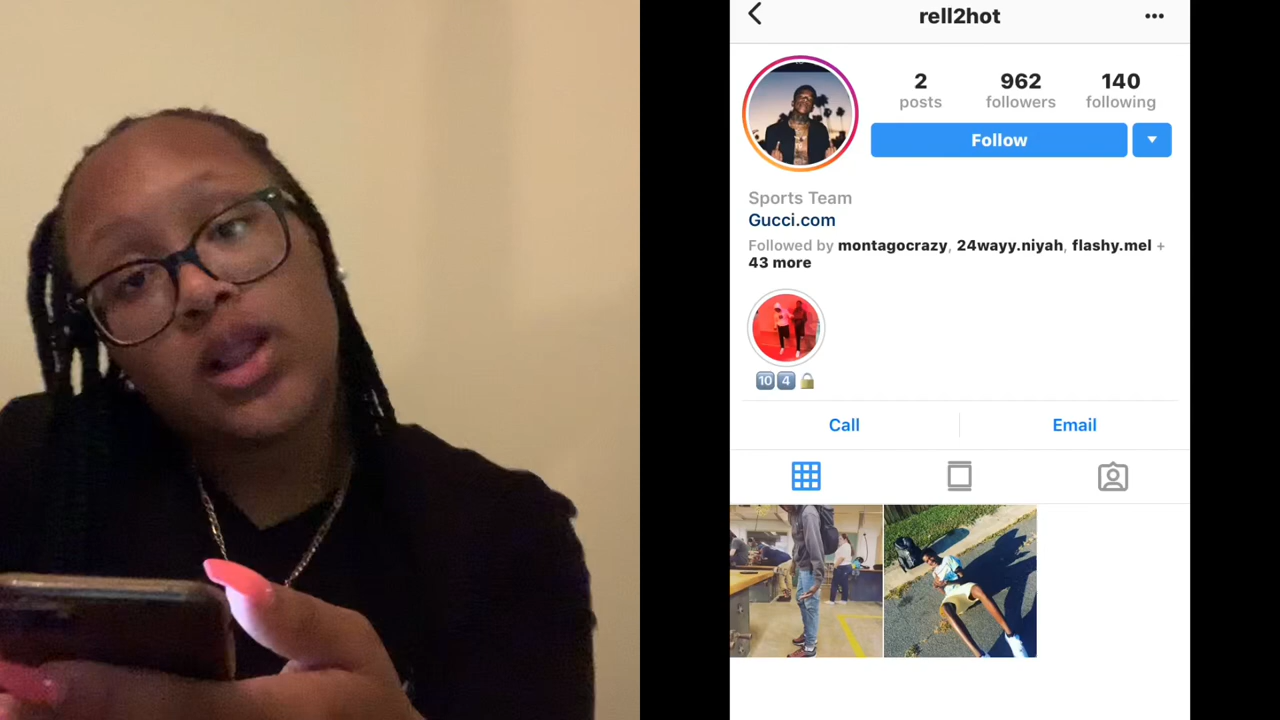 rell2hot
2 962 140
posts followers following
Follow
Sports Team
Gucci.com
Followed by montagocrazy, 24wayy.niyah, flashy.mel +
43 more
🔟4️⃣🔒
Call Email